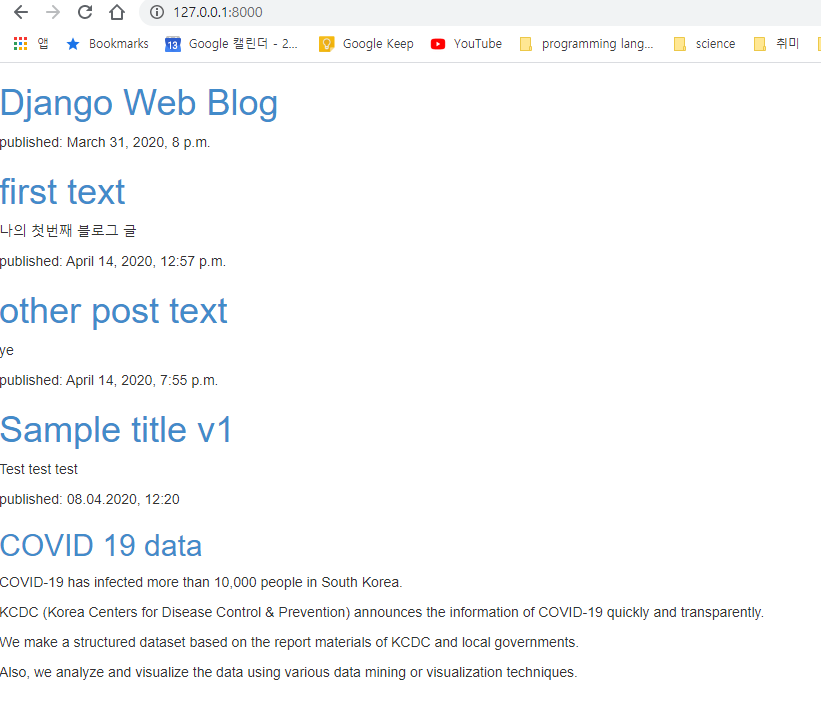 127.0.0.1:8000
앱 Bookmarks 13 Google 캘린더 - 2... Google Keep YouTube programming lang... science 취미
Django Web Blog
published: March 31, 2020, 8 p.m.
first text
나의 첫번째 블로그 글
published: April 14, 2020, 12:57 p.m.
other post text
ye
published: April 14, 2020, 7:55 p.m.
Sample title v1
Test test test
published: 08.04.2020, 12:20
COVID 19 data
COVID-19 has infected more than 10,000 people in South Korea.
KCDC (Korea Centers for Disease Control & Prevention) announces the information of COVID-19 quickly and transparently.
We make a structured dataset based on the report materials of KCDC and local governments.
Also, we analyze and visualize the data using various data mining or visualization techniques.